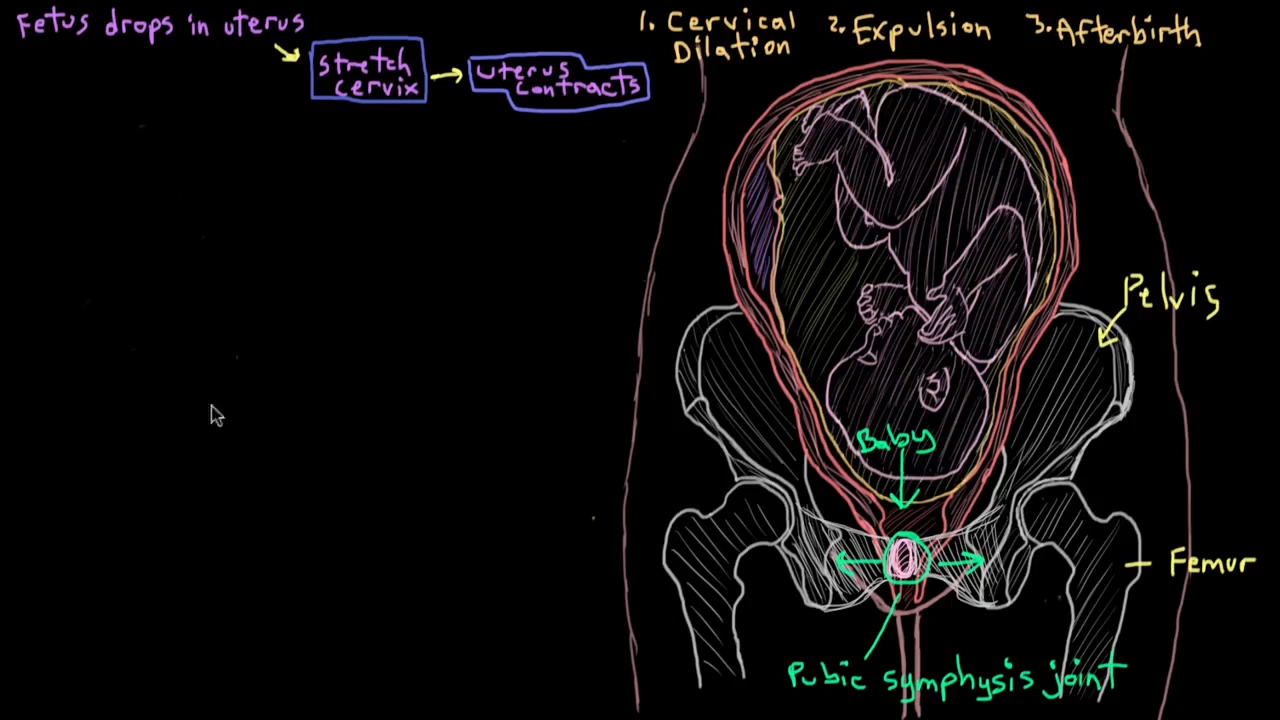 Fetus drops in uterus
stretch
cervix
uterus
contracts
1. Cervical
Dilation
2. Expulsion
3. Afterbirth
Pelvis
Baby
Femur
Pubic symphysis joint